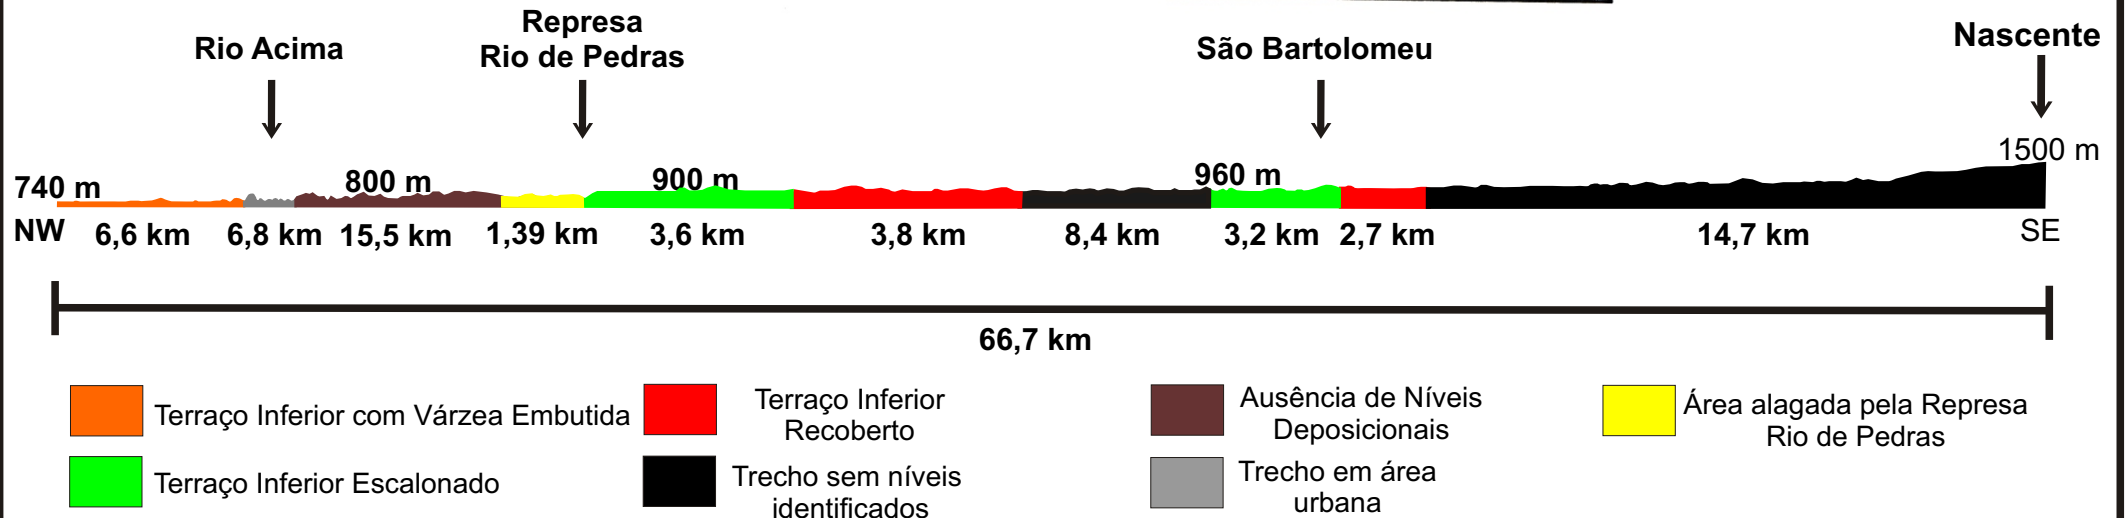 Represa
Rio de Pedras
Rio Acima
São Bartolomeu
Nascente
740 m
800 m
900 m
960 m
1500 m
NW
6,6 km
6,8 km
15,5 km
1,39 km
3,6 km
3,8 km
8,4 km
3,2 km
2,7 km
14,7 km
SE
66,7 km
Terraço Inferior com Várzea Embutida
Terraço Inferior
Recoberto
Ausência de Níveis
Deposicionais
Área alagada pela Represa
Rio de Pedras
Terraço Inferior Escalonado
Trecho sem níveis
identificados
Trecho em área
urbana